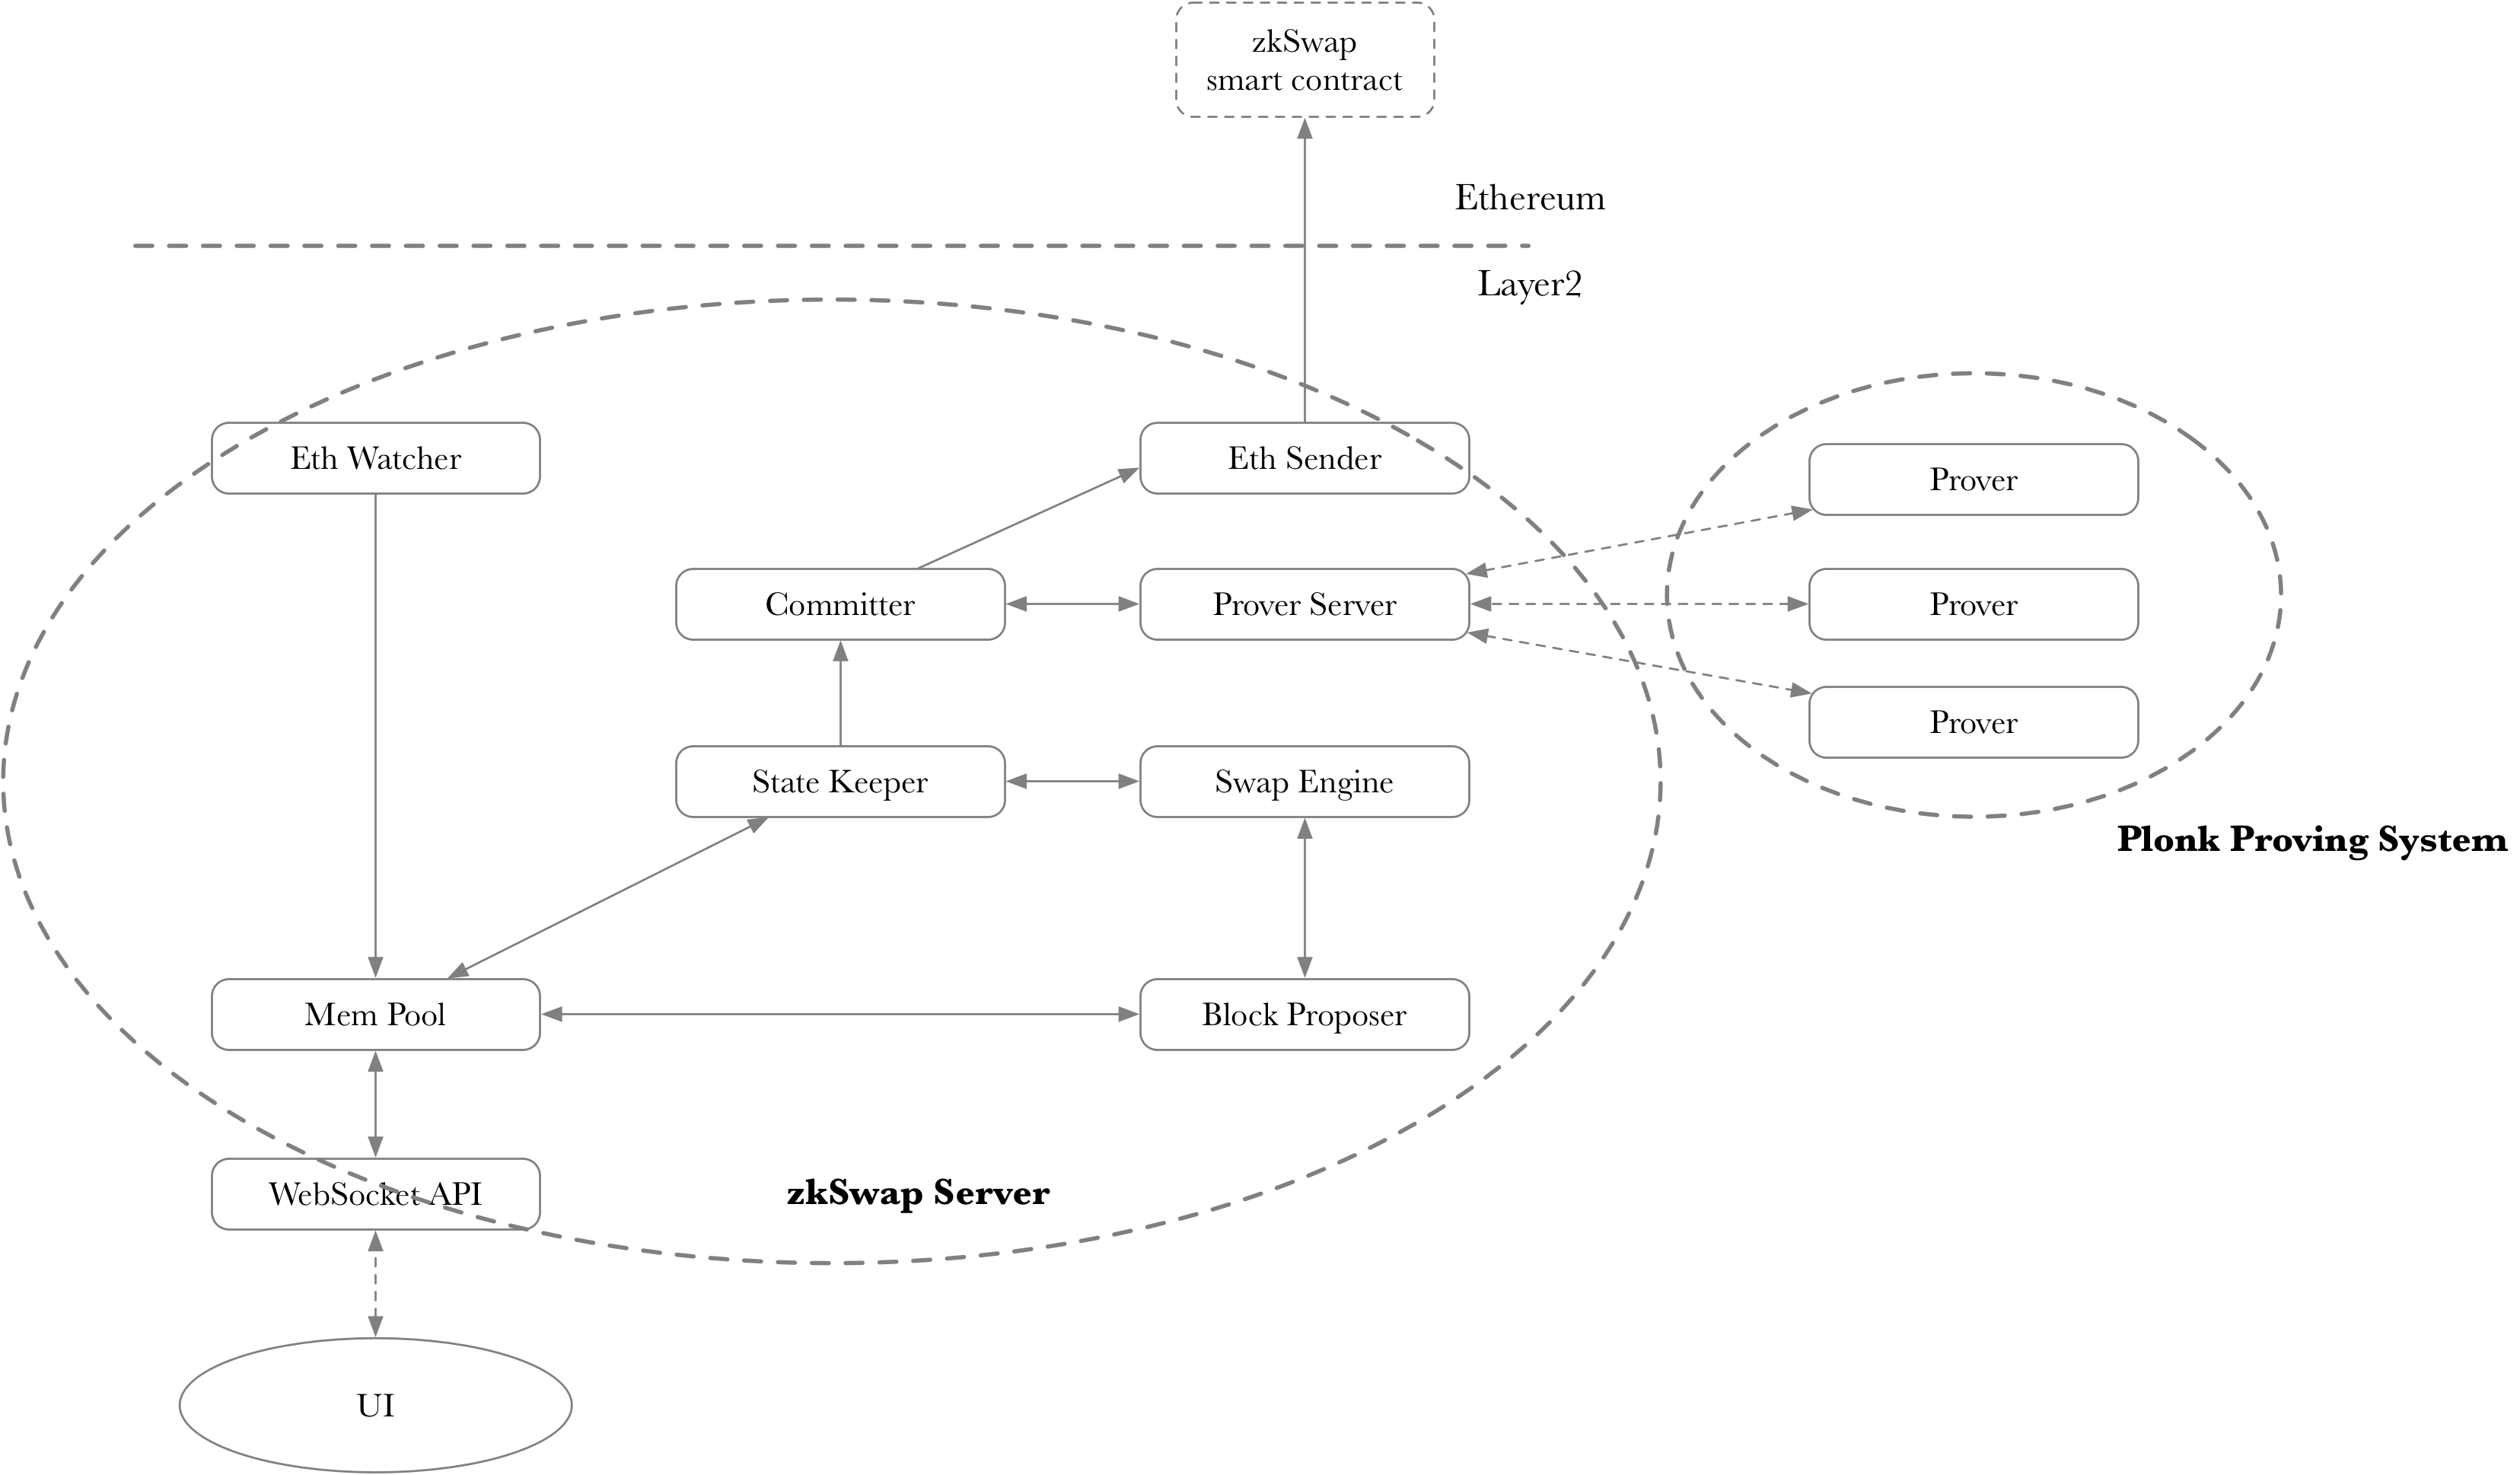 zkSwap
smart contract
Ethereum
Layer2
Eth Watcher
Eth Sender
Prover
Committer
Prover Server
Prover
Prover
State Keeper
Swap Engine
Plonk Proving System
Mem Pool
Block Proposer
WebSocket API
zkSwap Server
UI